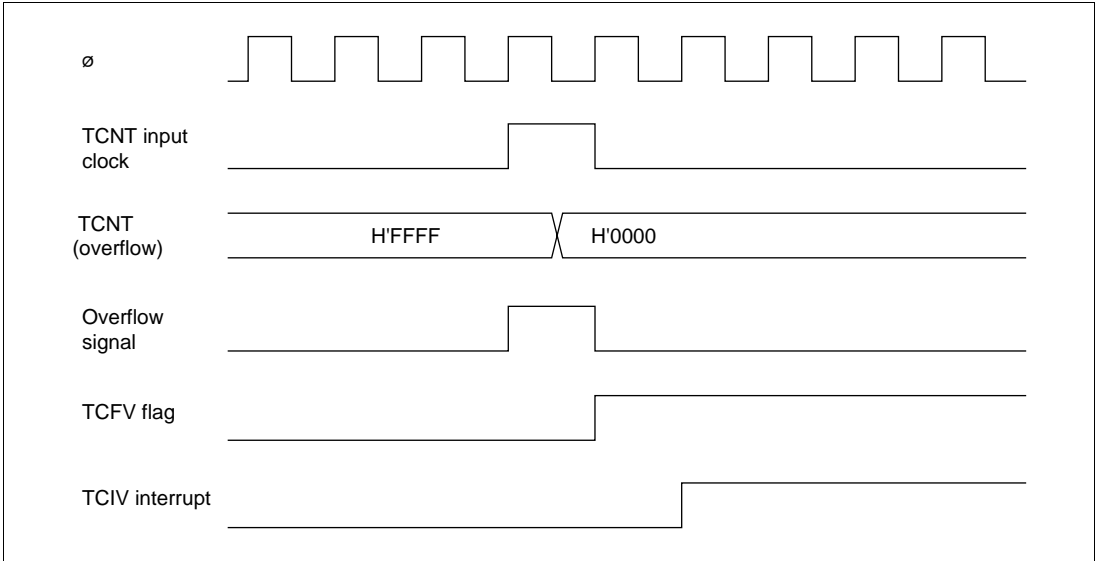 ø
TCNT input
clock
TCNT
(overflow)
H'FFFF
H'0000
Overflow
signal
TCFV flag
TCIV interrupt